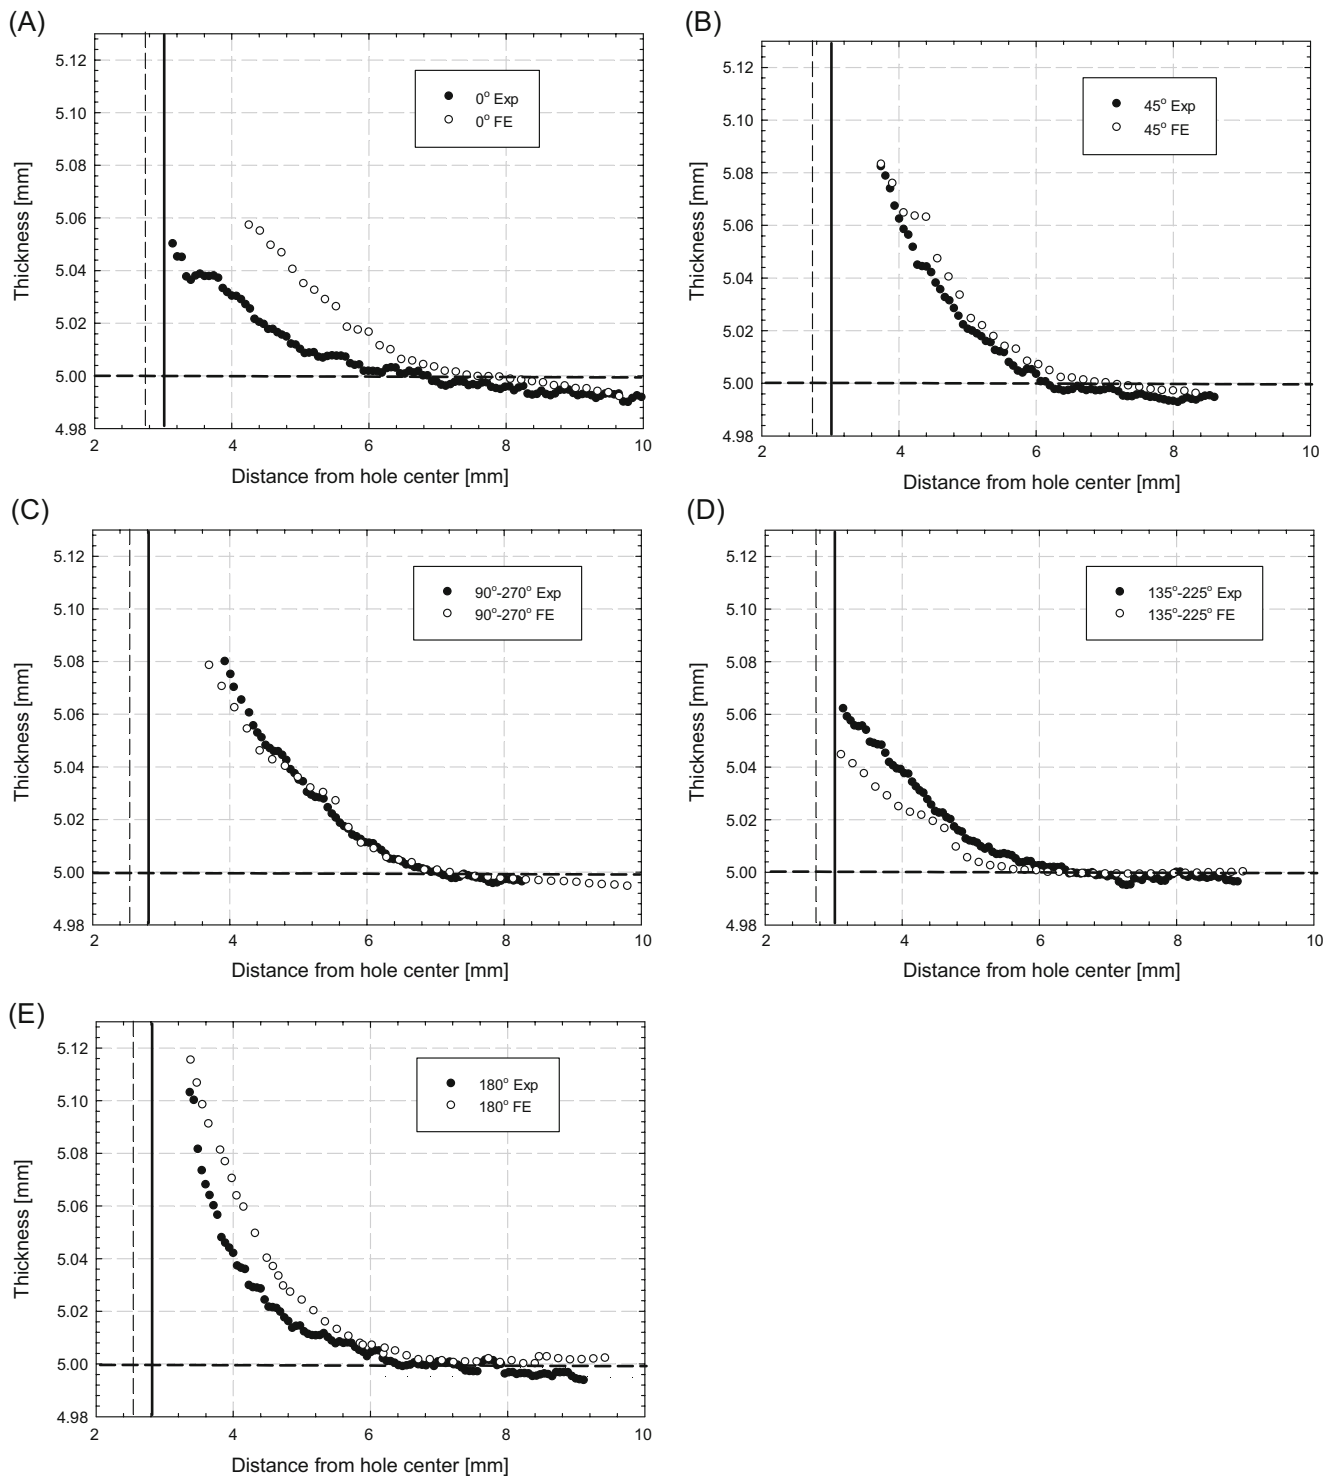 (A)
5.12
5.10
5.08
5.06
5.04
5.02
5.00
4.98
Thickness [mm]
0° Exp
0° FE
2 4 6 8 10
Distance from hole center [mm]
(B)
5.12
5.10
5.08
5.06
5.04
5.02
5.00
4.98
Thickness [mm]
45° Exp
45° FE
2 4 6 8 10
Distance from hole center [mm]
(C)
5.12
5.10
5.08
5.06
5.04
5.02
5.00
4.98
Thickness [mm]
90°-270° Exp
90°-270° FE
2 4 6 8 10
Distance from hole center [mm]
(D)
5.12
5.10
5.08
5.06
5.04
5.02
5.00
4.98
Thickness [mm]
135°-225° Exp
135°-225° FE
2 4 6 8 10
Distance from hole center [mm]
(E)
5.12
5.10
5.08
5.06
5.04
5.02
5.00
4.98
Thickness [mm]
180° Exp
180° FE
2 4 6 8 10
Distance from hole center [mm]